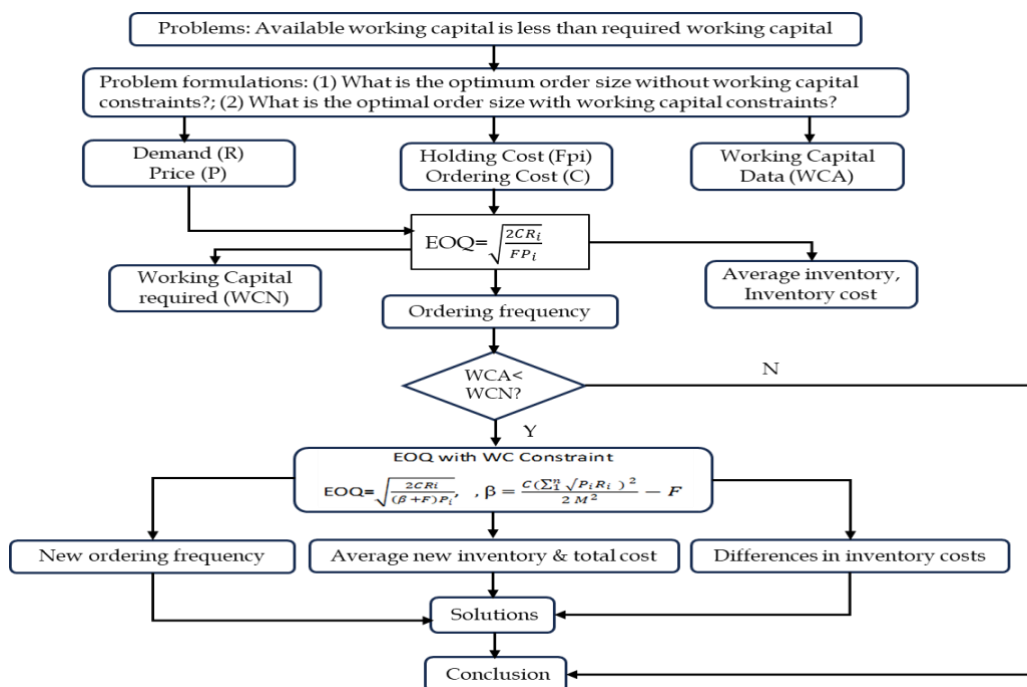 Problems: Available working capital is less than required working capital
Problem formulations: (1) What is the optimum order size without working capital
constraints?; (2) What is the optimal order size with working capital constraints?
Demand (R)
Price (P)
Holding Cost (Fpi)
Ordering Cost (C)
Working Capital
Data (WCA)
EOQ=√(2CR_i / FP_i)
Working Capital
required (WCN)
Average inventory,
Inventory cost
Ordering frequency
WCA<
WCN?
N
Y
EOQ with WC Constraint
EOQ=√(2CRi / (β+F)P_i), , β = C(∑_1^n √P_iR_i )^2 / 2 M^2 − F
New ordering frequency
Average new inventory & total cost
Differences in inventory costs
Solutions
Conclusion